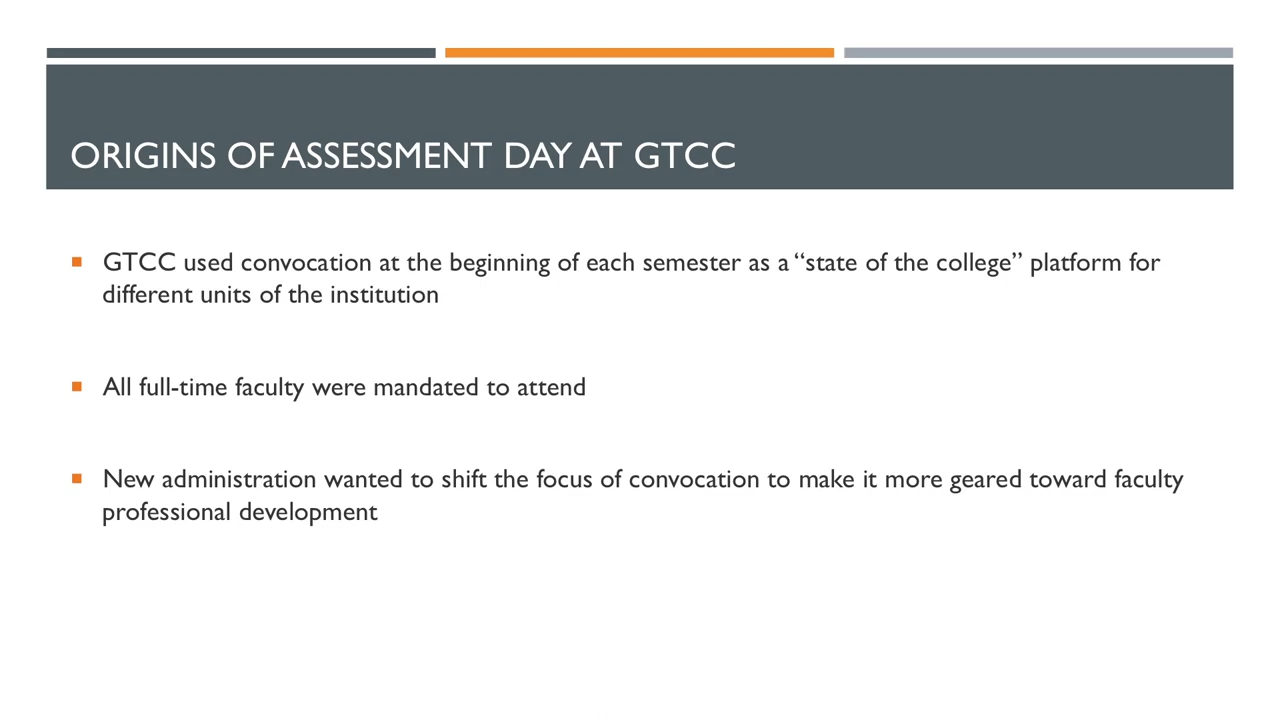 ORIGINS OF ASSESSMENT DAY AT GTCC
GTCC used convocation at the beginning of each semester as a “state of the college” platform for
different units of the institution
All full-time faculty were mandated to attend
New administration wanted to shift the focus of convocation to make it more geared toward faculty
professional development